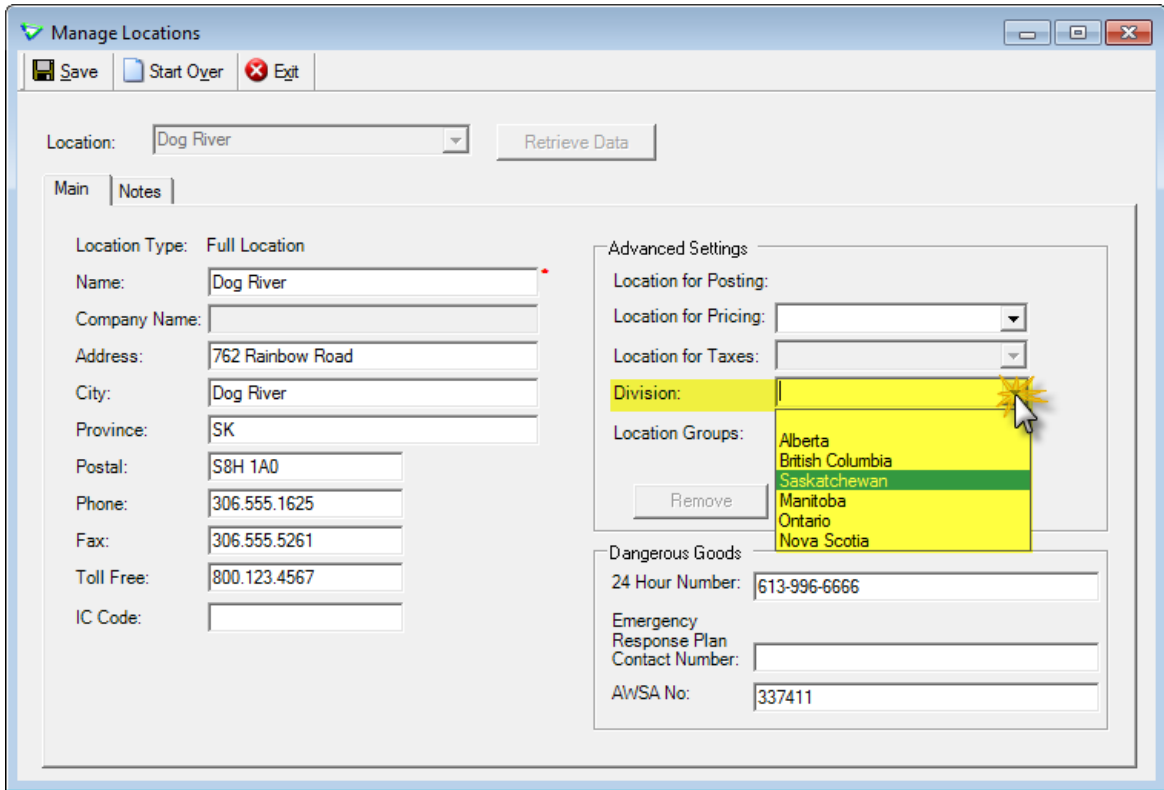 Manage Locations
Save Start Over Exit
Location: Dog River Retrieve Data
Main Notes
Location Type: Full Location
Name: Dog River *
Company Name:
Address: 762 Rainbow Road
City: Dog River
Province: SK
Postal: S8H 1A0
Phone: 306.555.1625
Fax: 306.555.5261
Toll Free: 800.123.4567
IC Code:
Advanced Settings
Location for Posting:
Location for Pricing:
Location for Taxes:
Division:
Location Groups:
Alberta
British Columbia
Saskatchewan
Manitoba
Ontario
Nova Scotia
Remove
Dangerous Goods
24 Hour Number: 613-996-6666
Emergency
Response Plan
Contact Number:
AWSA No: 337411